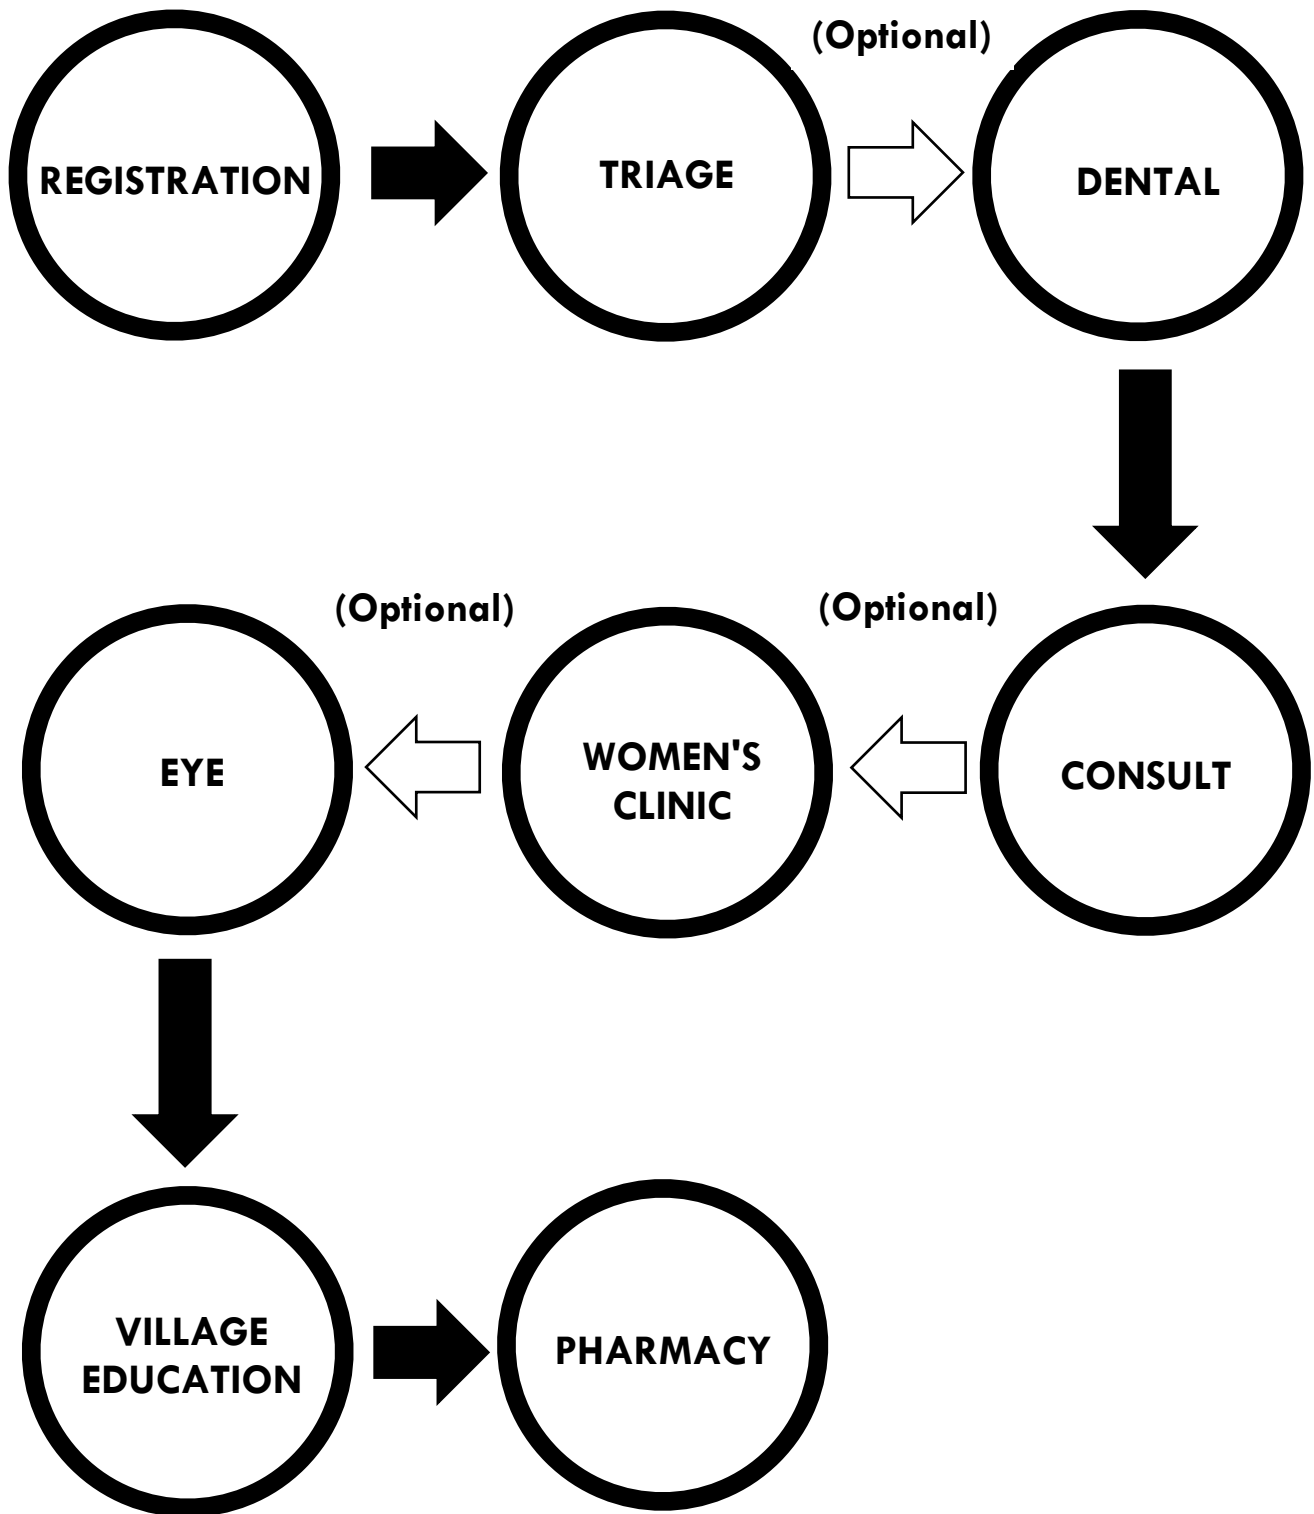 (Optional)
REGISTRATION
TRIAGE
DENTAL
(Optional)
(Optional)
EYE
WOMEN'S
CLINIC
CONSULT
VILLAGE
EDUCATION
PHARMACY